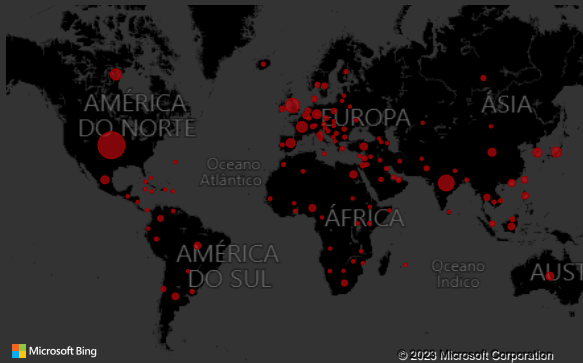 AMÉRICA
DO NORTE
EUROPA
ÁSIA
Oceano
Atlântico
ÁFRICA
AMÉRICA
DO SUL
Oceano
Índico
AUST
Microsoft Bing
© 2023 Microsoft Corporation